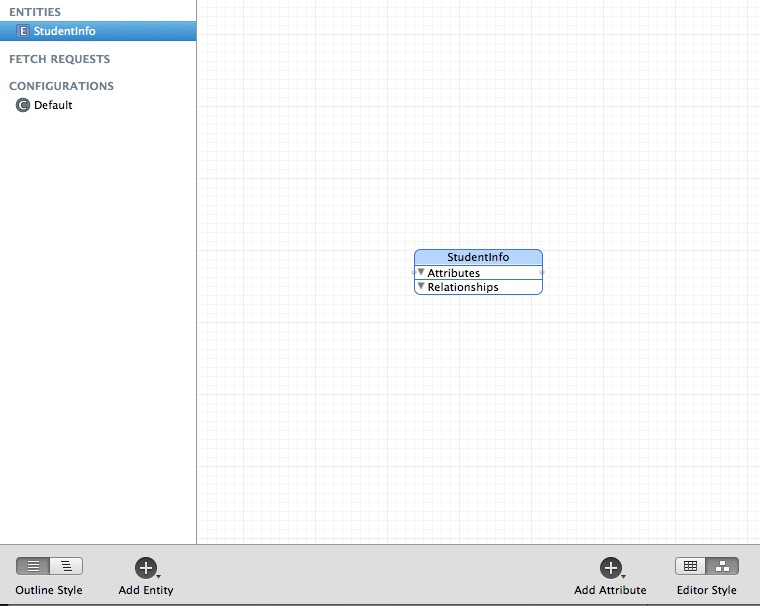 ENTITIES
E StudentInfo
FETCH REQUESTS
CONFIGURATIONS
C Default
StudentInfo
Attributes
Relationships
Outline Style
Add Entity
Add Attribute
Editor Style